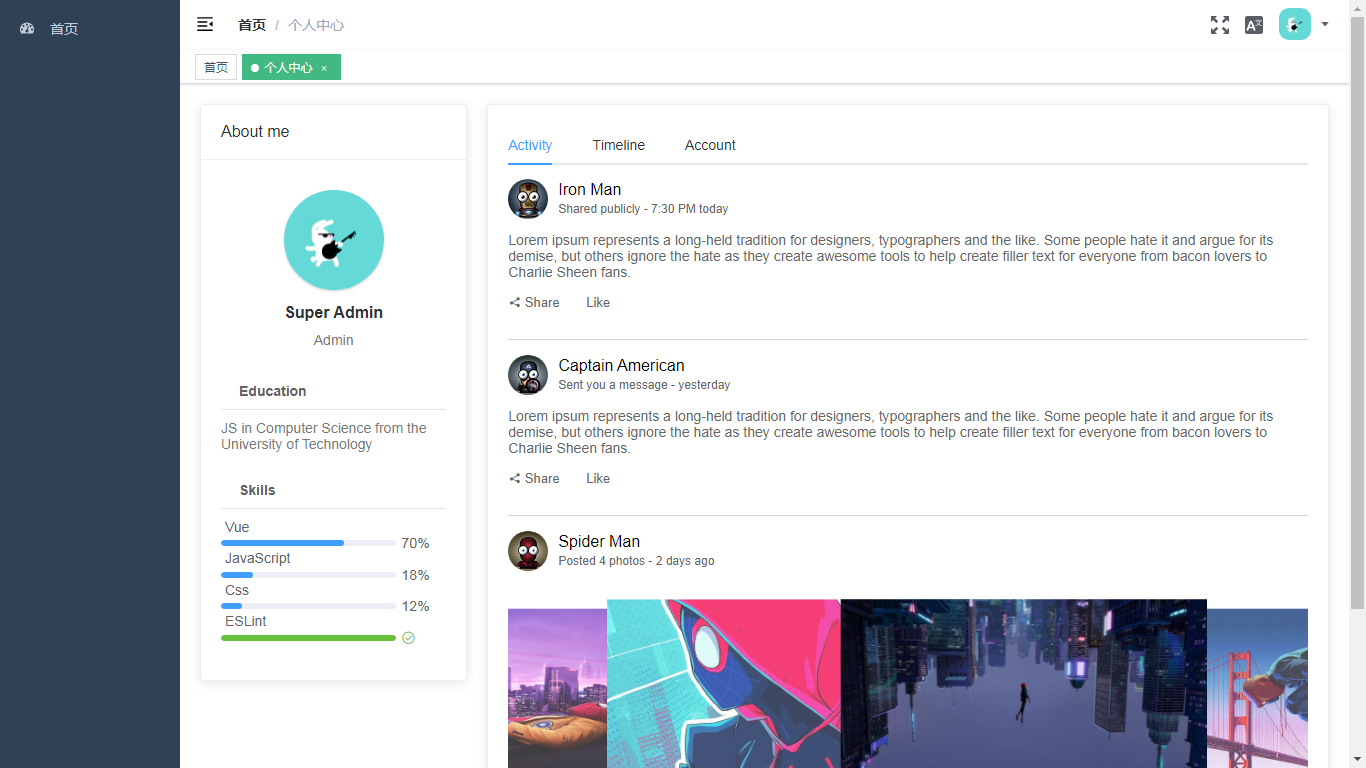 首页
首页 / 个人中心
首页
个人中心 ×
About me
Super Admin
Admin
Education
JS in Computer Science from the
University of Technology
Skills
Vue
70%
JavaScript
18%
Css
12%
ESLint
Activity Timeline Account
Iron Man
Shared publicly - 7:30 PM today
Lorem ipsum represents a long-held tradition for designers, typographers and the like. Some people hate it and argue for its
demise, but others ignore the hate as they create awesome tools to help create filler text for everyone from bacon lovers to
Charlie Sheen fans.
Share Like
Captain American
Sent you a message - yesterday
Lorem ipsum represents a long-held tradition for designers, typographers and the like. Some people hate it and argue for its
demise, but others ignore the hate as they create awesome tools to help create filler text for everyone from bacon lovers to
Charlie Sheen fans.
Share Like
Spider Man
Posted 4 photos - 2 days ago